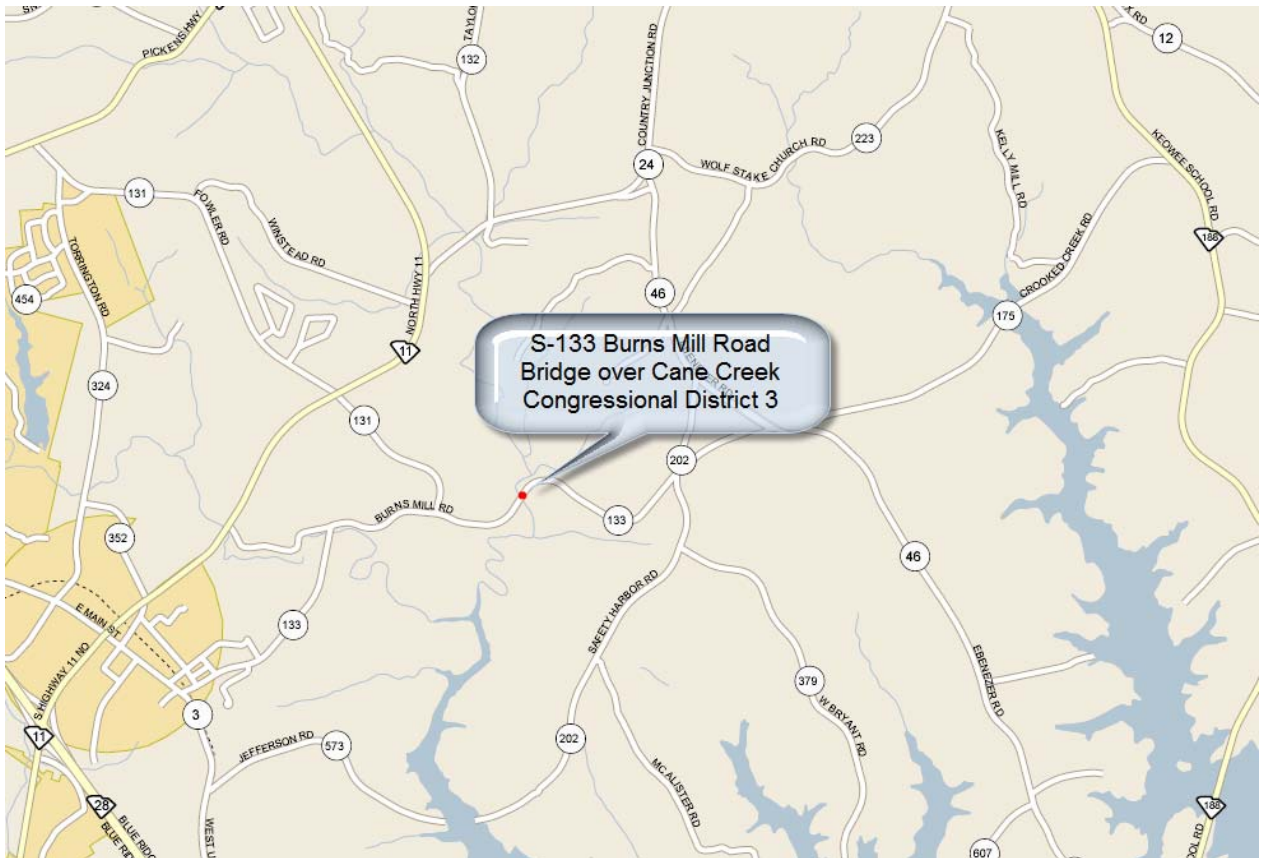 PICKENS HWY
TAYLOR
132
12
COUNTRY JUNCTION RD
223
24
WOLF STAKE CHURCH RD
KELLY MILL RD
KEOWEE SCHOOL RD
131
FOWLER RD
WINSTEAD RD
TORRINGTON RD
186
CROOKED CREEK RD
454
46
NORTH HWY 11
175
11
S-133 Burns Mill Road
Bridge over Cane Creek
Congressional District 3
324
131
202
BURNS MILL RD
133
352
46
SAFETY HARBOR RD
E MAIN ST
133
EBENEZER RD
S HIGHWAY 11 NO
379
W BRYANT RD
3
11
JEFFERSON RD
573
202
MC ALISTER RD
28
188
607